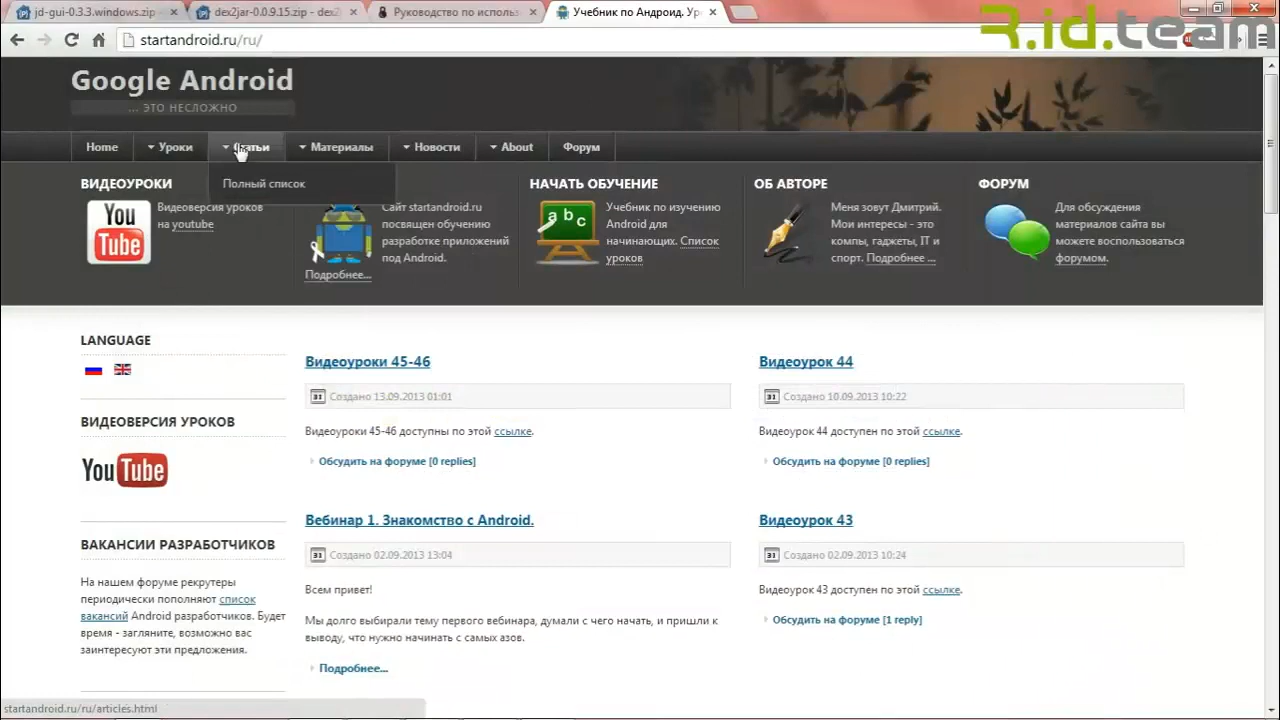 jd-gui-0.3.3.windows.zip
dex2jar-0.0.9.15.zip - dex2
Руководство по использ
Учебник по Андроид. Ур
R.id.team
startandroid.ru/ru/
Google Android
... ЭТО НЕСЛОЖНО
Home
Уроки
Статьи
Материалы
Новости
About
Форум
Полный список
ВИДЕОУРОКИ
Видеоверсия уроков
на youtube
You
Tube
Сайт startandroid.ru
посвящен обучению
разработке приложений
под Android.
Подробнее...
НАЧАТЬ ОБУЧЕНИЕ
a b c
Учебник по изучению
Android для
начинающих. Список
уроков
ОБ АВТОРЕ
Меня зовут Дмитрий.
Мои интересы - это
компы, гаджеты, IT и
спорт. Подробнее ...
ФОРУМ
Для обсуждения
материалов сайта вы
можете воспользоваться
форумом.
LANGUAGE
ВИДЕОВЕРСИЯ УРОКОВ
YouTube
ВАКАНСИИ РАЗРАБОТЧИКОВ
На нашем форуме рекрутеры
периодически пополняют список
вакансий Android разработчиков. Будет
время - загляните, возможно вас
заинтересуют эти предложения.
Видеоуроки 45-46
31 Создано 13.09.2013 01:01
Видеоуроки 45-46 доступны по этой ссылке.
Обсудить на форуме [0 replies]
Видеоурок 44
31 Создано 10.09.2013 10:22
Видеоурок 44 доступен по этой ссылке.
Обсудить на форуме [0 replies]
Вебинар 1. Знакомство с Android.
31 Создано 02.09.2013 13:04
Всем привет!
Мы долго выбирали тему первого вебинара, думали с чего начать, и пришли к
выводу, что нужно начинать с самых азов.
Подробнее...
Видеоурок 43
31 Создано 02.09.2013 10:24
Видеоурок 43 доступен по этой ссылке.
Обсудить на форуме [1 reply]
startandroid.ru/ru/articles.html